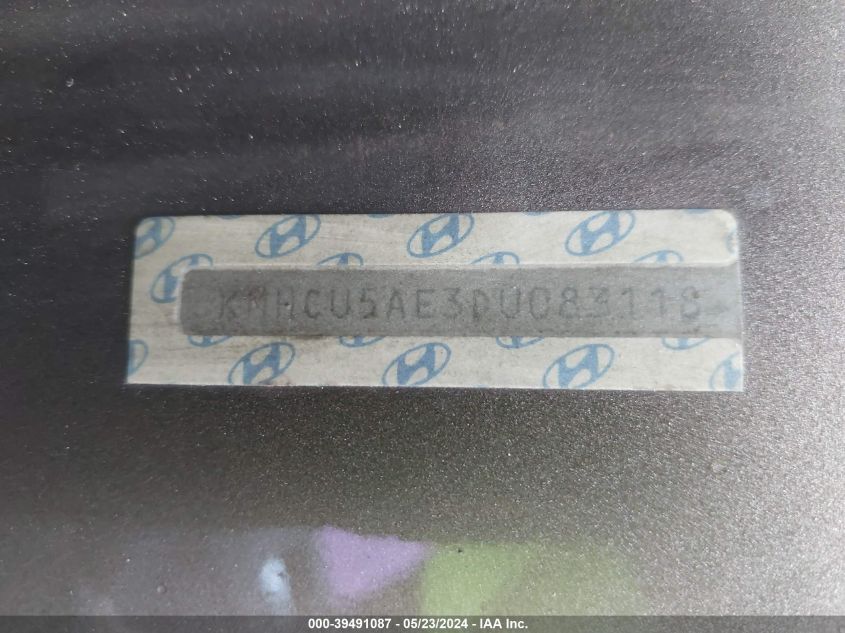 KMHCU5AE3DU083118
000-39491087 - 05/23/2024 - IAA Inc.